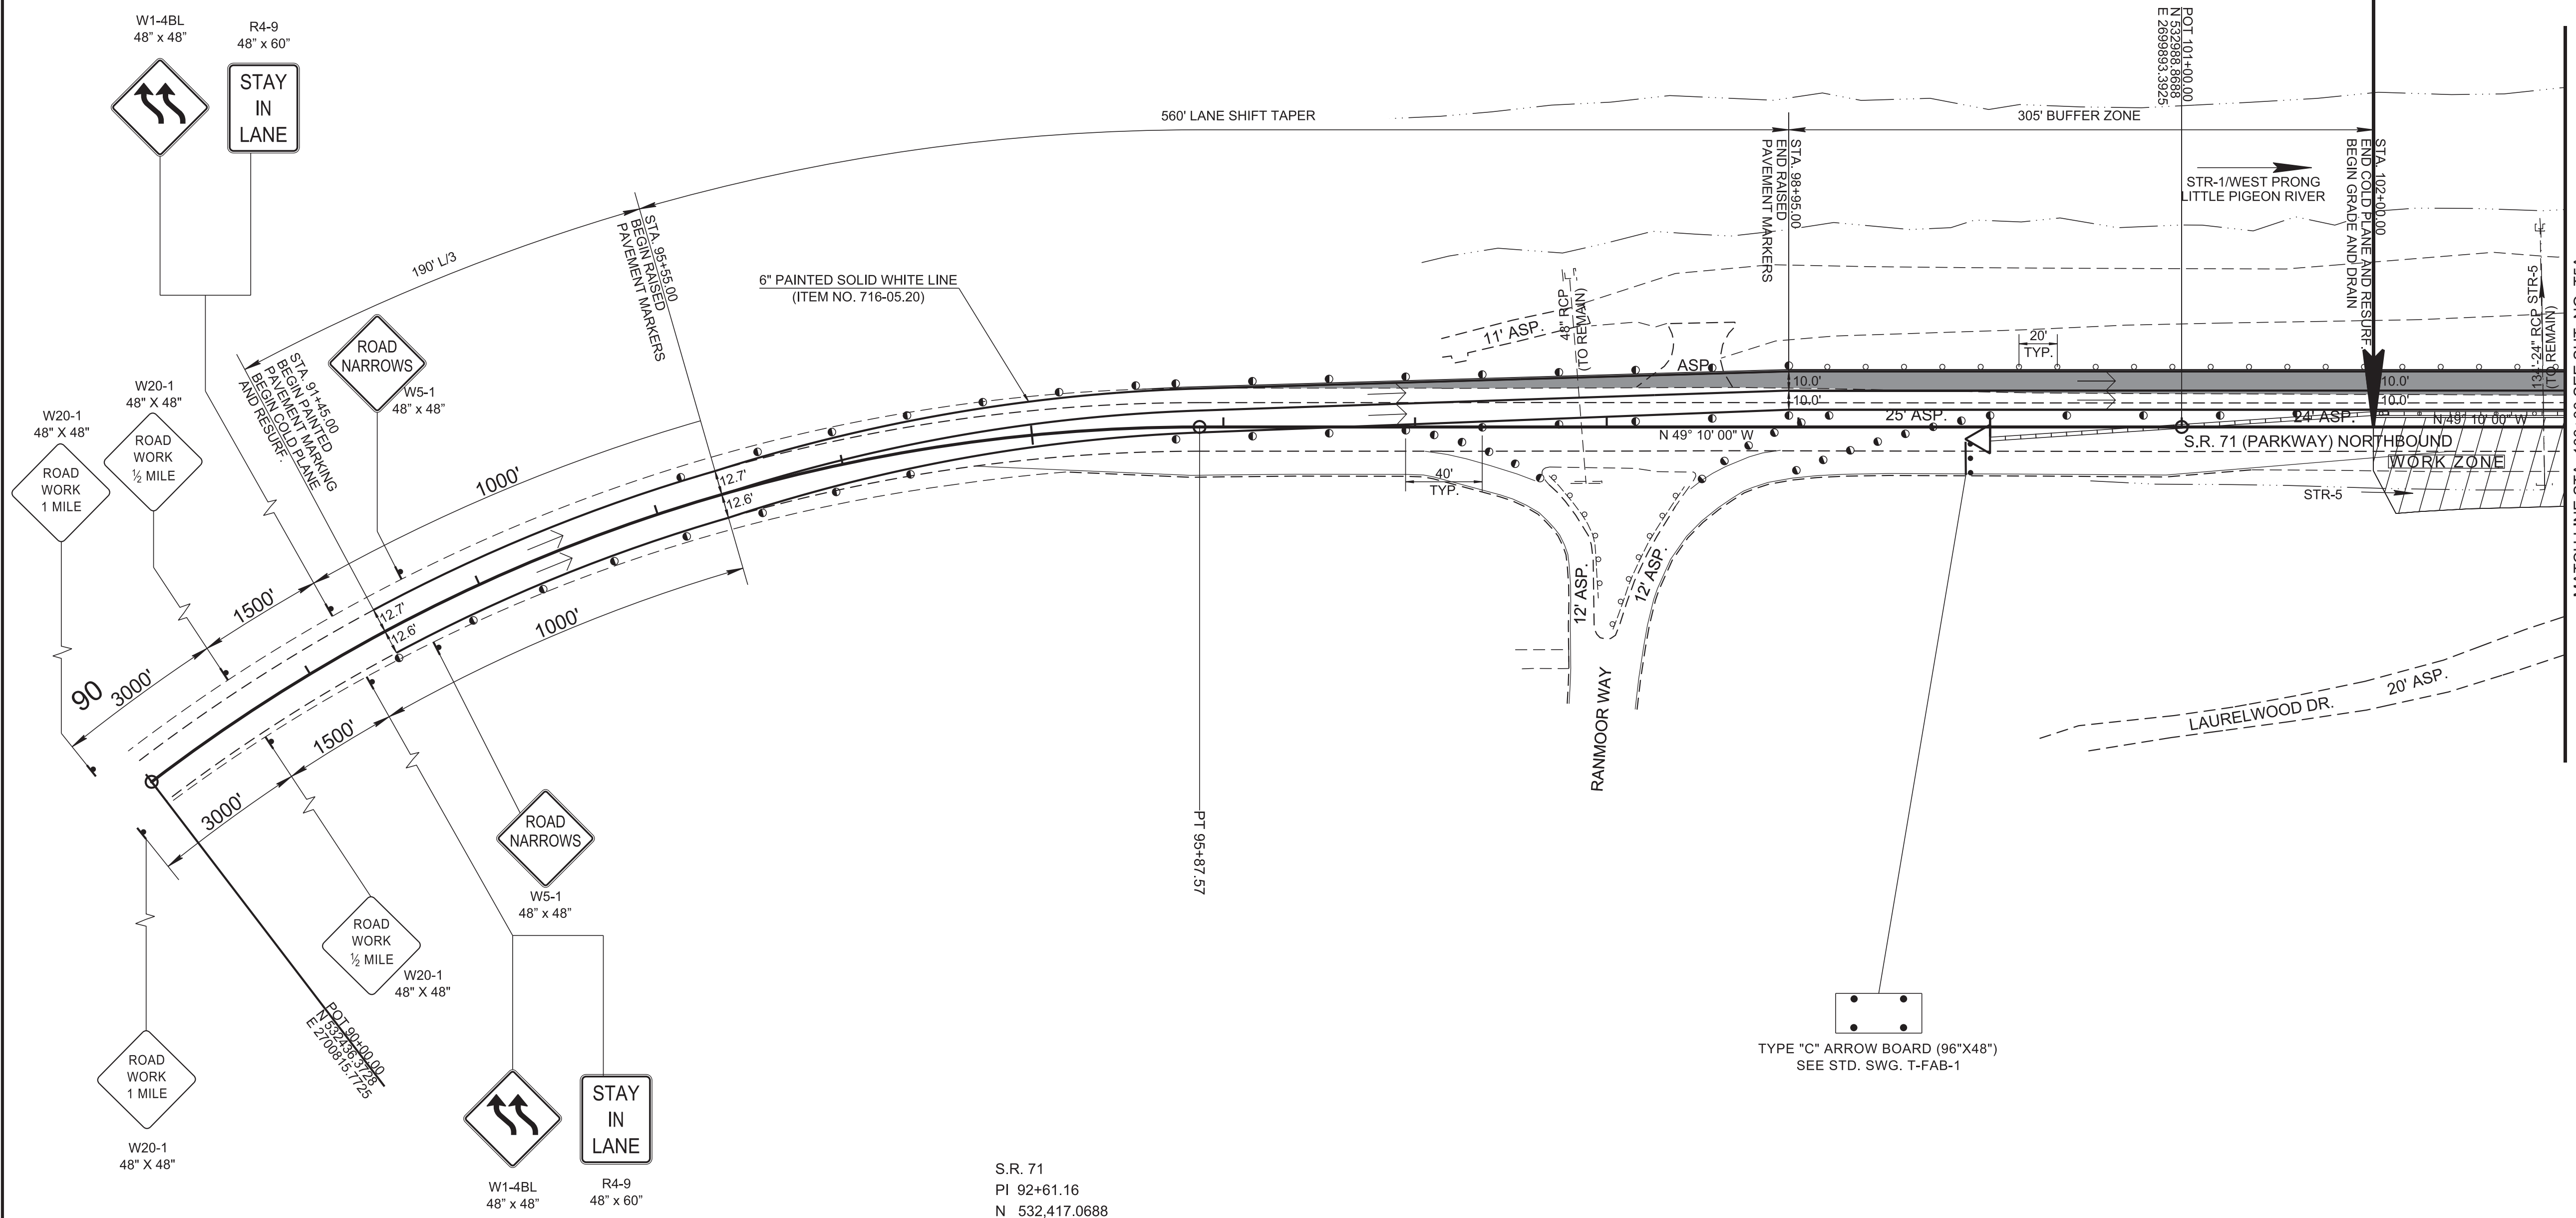 W1-4BL
48” x 48”
R4-9
48” x 60”
STAY
IN
LANE
560' LANE SHIFT TAPER
305' BUFFER ZONE
POT 101+00.00
N 532988.8688
E 2699893.3925
STA. 98+95.00
END RAISED
PAVEMENT MARKERS
STA. 102+00.00
END COLD PLANE AND RESURF.
BEGIN GRADE AND DRAIN
STR-1/WEST PRONG
LITTLE PIGEON RIVER
190' L/3
STA. 95+55.00
BEGIN RAISED
PAVEMENT MARKERS
6" PAINTED SOLID WHITE LINE
(ITEM NO. 716-05.20)
48" RCP
(TO REMAIN)
11' ASP.
ASP.
20'
TYP.
134'-24" RCP STR-5
(TO REMAIN)
STA. 91+45.00
BEGIN PAINTED
PAVEMENT MARKING
BEGIN COLD PLANE
AND RESURF.
ROAD
NARROWS
W5-1
48” x 48”
W20-1
48" X 48"
ROAD
WORK
½ MILE
W20-1
48" X 48"
ROAD
WORK
1 MILE
10.0'
10.0'
10.0'
10.0'
25' ASP.
24' ASP.
N 49° 10' 00" W
N 49° 10' 00" W
S.R. 71 (PARKWAY) NORTHBOUND
WORK ZONE
STR-5
40'
TYP.
1000'
12.7'
12.6'
1500'
12.7'
12.6'
1000'
90
3000'
1500'
3000'
12' ASP.
12' ASP.
RANMOOR WAY
LAURELWOOD DR.
20' ASP.
PT 95+87.57
ROAD
NARROWS
W5-1
48” x 48”
ROAD
WORK
½ MILE
W20-1
48" X 48"
POT 90+00.00
N 532436.3728
E 2700815.7725
ROAD
WORK
1 MILE
W20-1
48" X 48"
TYPE "C" ARROW BOARD (96"X48")
SEE STD. SWG. T-FAB-1
STAY
IN
LANE
W1-4BL
48” x 48”
R4-9
48” x 60”
S.R. 71
PI 92+61.16
N 532,417.0688